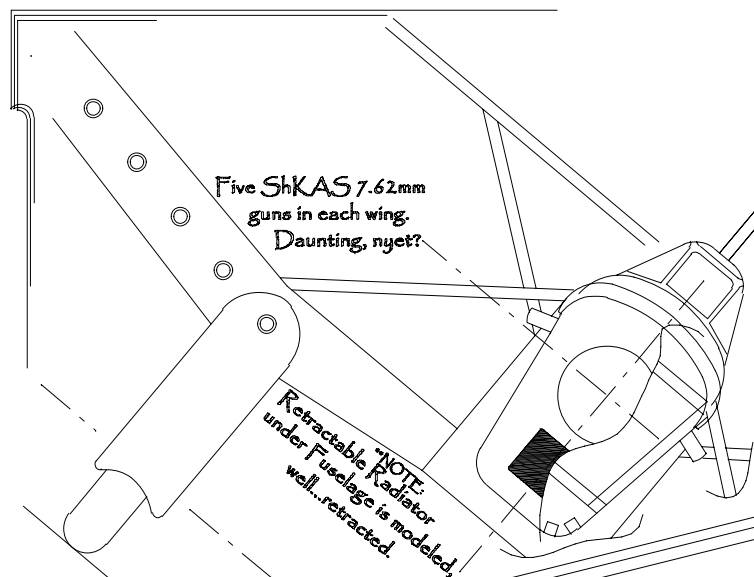 Five ShKAS 7.62mm
guns in each wing.
Daunting, nyet?
"NOTE:
Retractable Radiator
under Fuselage is modeled,
well...retracted.